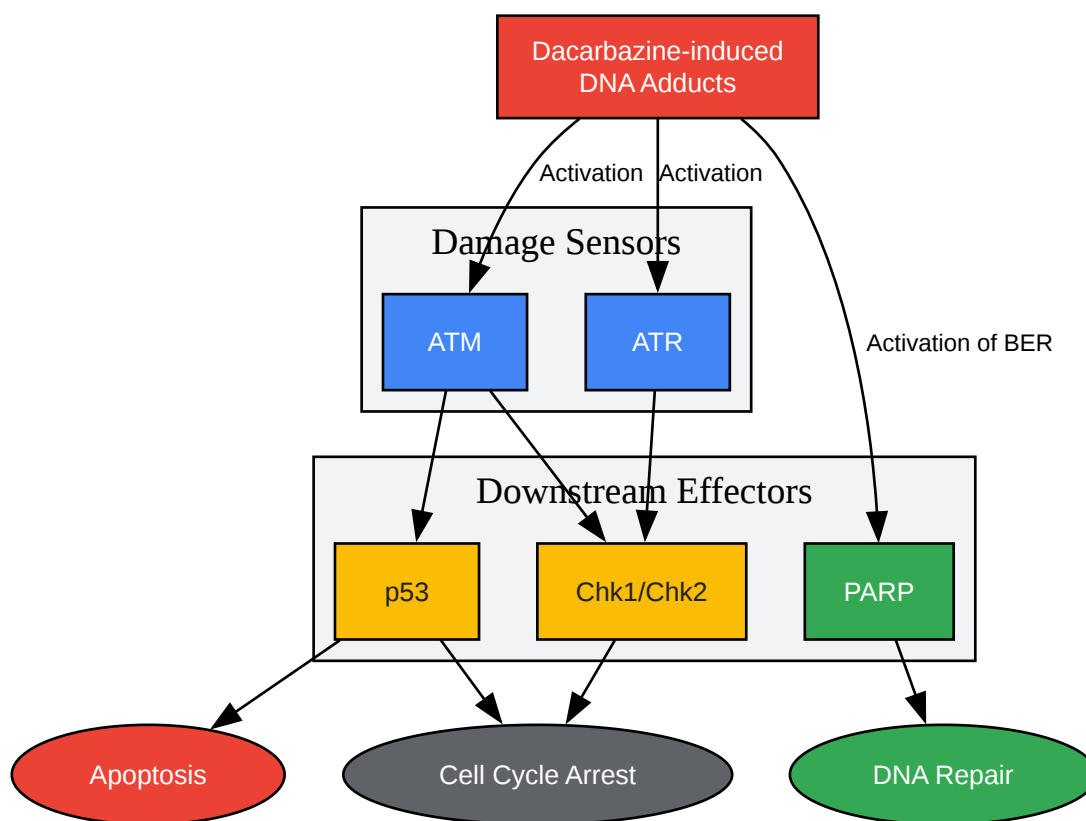 Dacarbazine-induced
DNA Adducts
Activation
Activation
Damage Sensors
ATM
ATR
Activation of BER
Downstream Effectors
p53
Chk1/Chk2
PARP
Apoptosis
Cell Cycle Arrest
DNA Repair